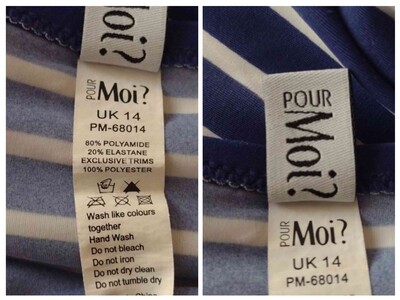 Moi?
POUR
Moi?
UK 14
PM-68014
80% POLYAMIDE
20% ELASTANE
EXCLUSIVE TRIMS
100% POLYESTER
Wash like colours
together
Hand Wash
Do not bleach
Do not iron
Do not dry clean
Do not tumble dry
POUR
Moi?
POUR
Moi?
UK 14
PM-68014